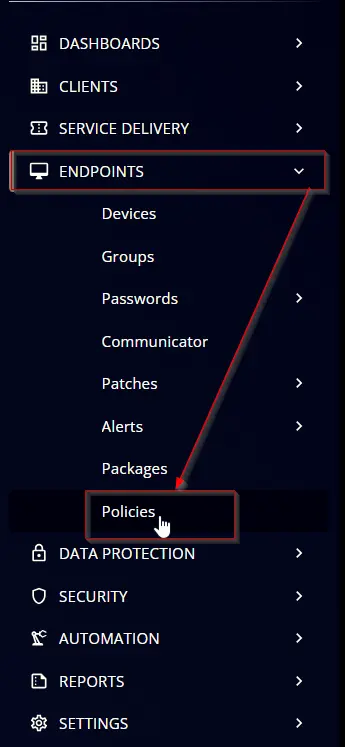 DASHBOARDS
CLIENTS
SERVICE DELIVERY
ENDPOINTS
Devices
Groups
Passwords
Communicator
Patches
Alerts
Packages
Policies
DATA PROTECTION
SECURITY
AUTOMATION
REPORTS
SETTINGS